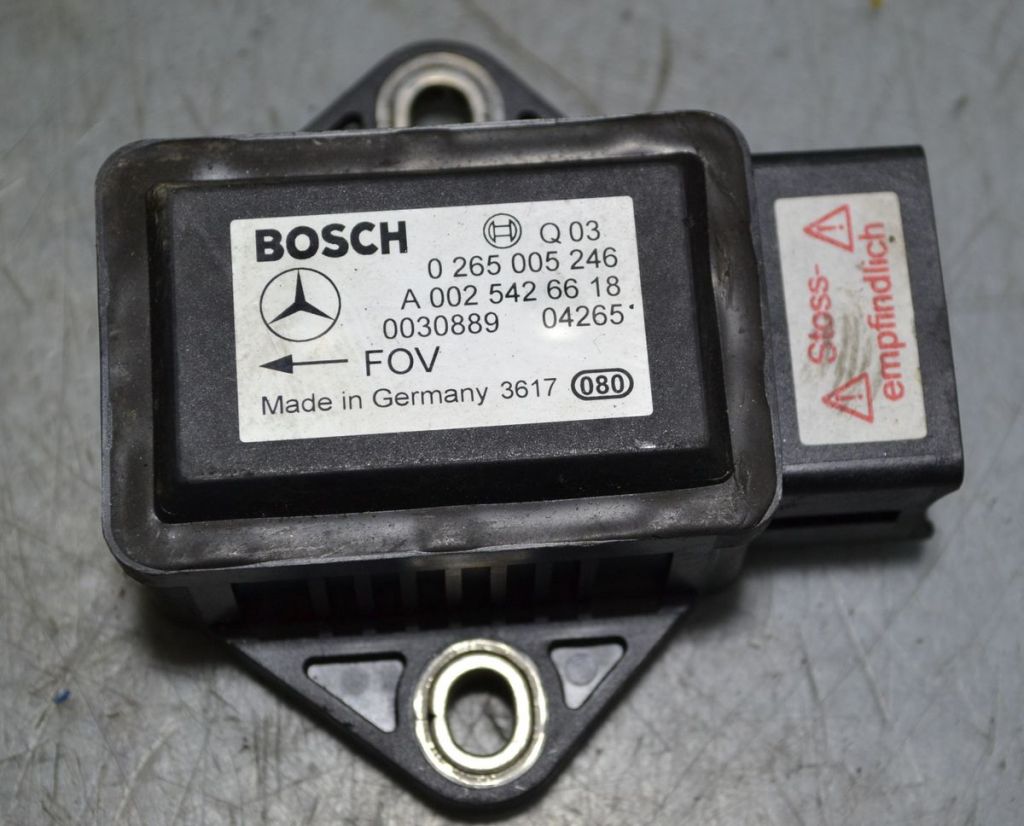 BOSCH
Q 03
0 265 005 246
A 002 542 66 18
0030889 04265
FOV
Made in Germany 3617 080
Stoss-
empfindlich